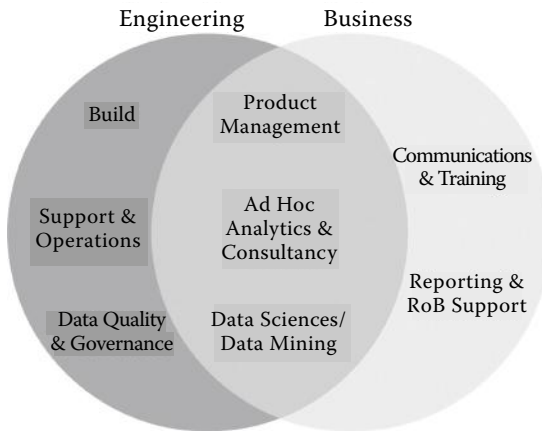 Engineering
Business
Build
Product
Management
Communications
& Training
Support &
Operations
Ad Hoc
Analytics &
Consultancy
Reporting &
RoB Support
Data Quality
& Governance
Data Sciences/
Data Mining